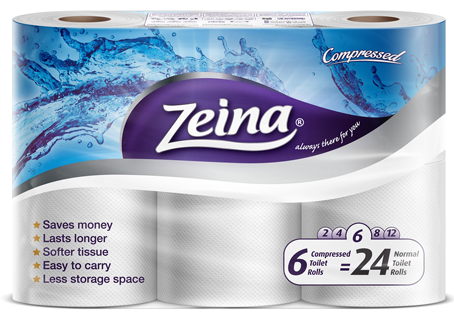 Compressed
Zeina®
always there for you
Saves money
Lasts longer
Softer tissue
Easy to carry
Less storage space
2 4 6 8 12
6 Compressed Toilet Rolls = 24 Normal Toilet Rolls